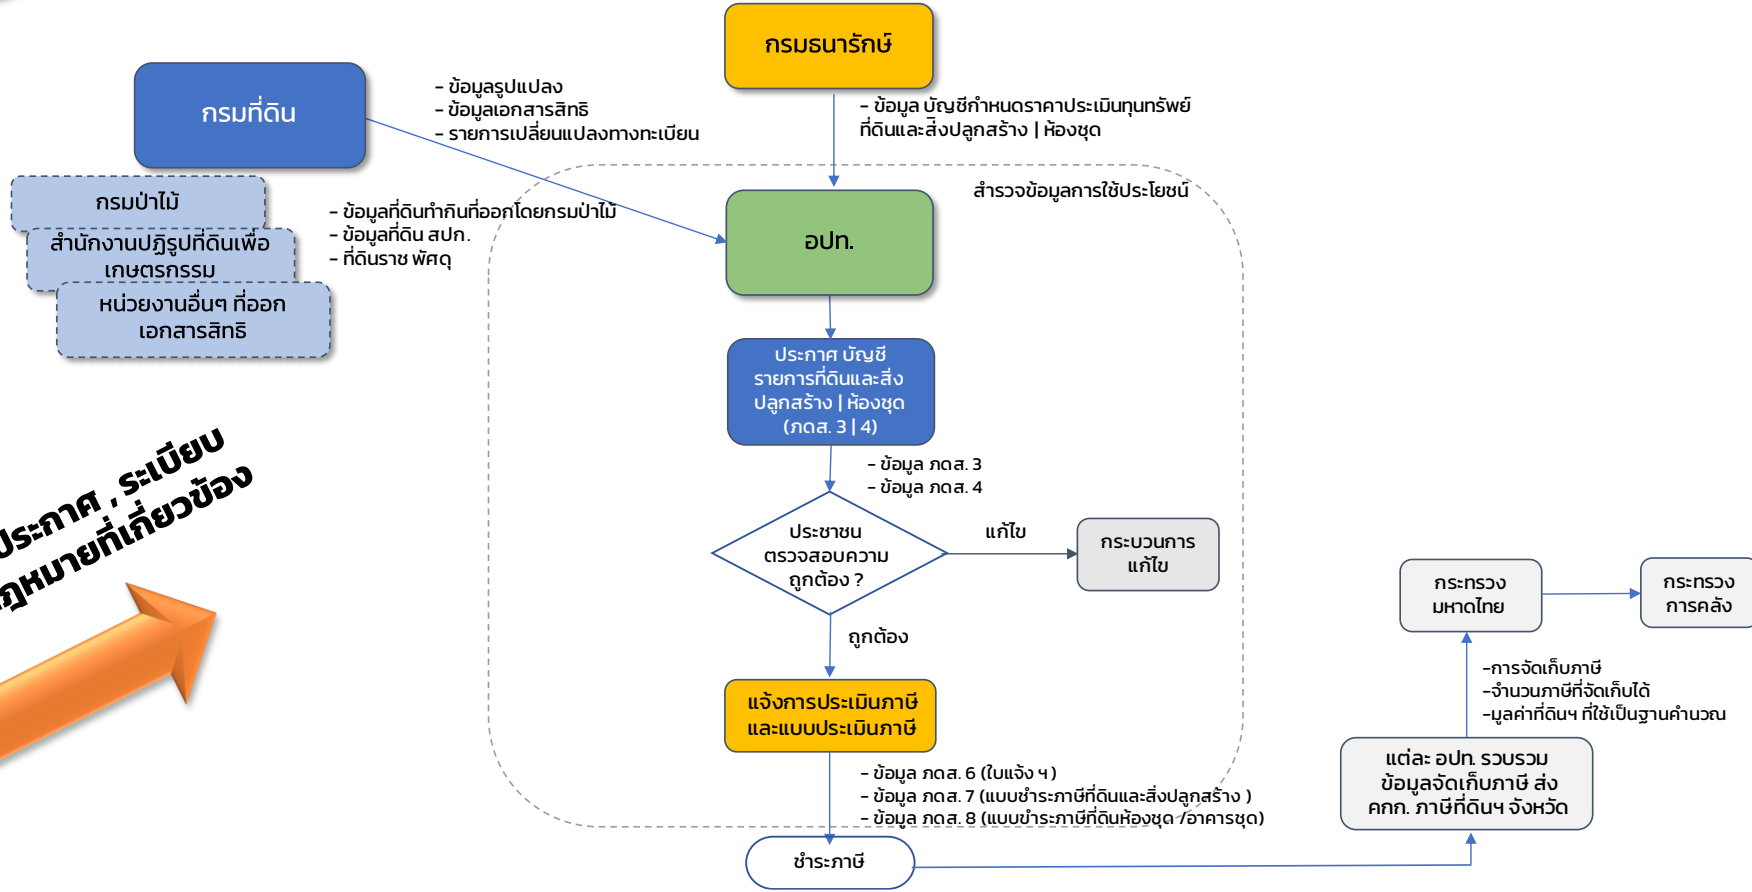 กรมธนารักษ์
กรมที่ดิน
- ข้อมูลรูปแปลง
- ข้อมูลเอกสารสิทธิ
- รายการเปลี่ยนแปลงทางทะเบียน
- ข้อมูล บัญชีกำหนดราคาประเมินทุนทรัพย์
ที่ดินและสิ่งปลูกสร้าง | ห้องชุด
สำรวจข้อมูลการใช้ประโยชน์
กรมป่าไม้
สำนักงานปฏิรูปที่ดินเพื่อ
เกษตรกรรม
หน่วยงานอื่นๆ ที่ออก
เอกสารสิทธิ
- ข้อมูลที่ดินทำกินที่ออกโดยกรมป่าไม้
- ข้อมูลที่ดิน สปก.
- ที่ดินราช พัศดุ
อปท.
ประกาศ บัญชี
รายการที่ดินและสิ่ง
ปลูกสร้าง | ห้องชุด
(ภดส. 3 | 4)
- ข้อมูล ภดส. 3
- ข้อมูล ภดส. 4
ประกาศ , ระเบียบ
กฎหมายที่เกี่ยวข้อง
ประชาชน
ตรวจสอบความ
ถูกต้อง ?
แก้ไข
กระบวนการ
แก้ไข
ถูกต้อง
แจ้งการประเมินภาษี
และแบบประเมินภาษี
- ข้อมูล ภดส. 6 (ใบแจ้ง ฯ )
- ข้อมูล ภดส. 7 (แบบชำระภาษีที่ดินและสิ่งปลูกสร้าง )
- ข้อมูล ภดส. 8 (แบบชำระภาษีที่ดินห้องชุด /อาคารชุด)
ชำระภาษี
กระทรวง
มหาดไทย
กระทรวง
การคลัง
-การจัดเก็บภาษี
-จำนวนภาษีที่จัดเก็บได้
-มูลค่าที่ดินฯ ที่ใช้เป็นฐานคำนวณ
แต่ละ อปท. รวบรวม
ข้อมูลจัดเก็บภาษี ส่ง
คกก. ภาษีที่ดินฯ จังหวัด